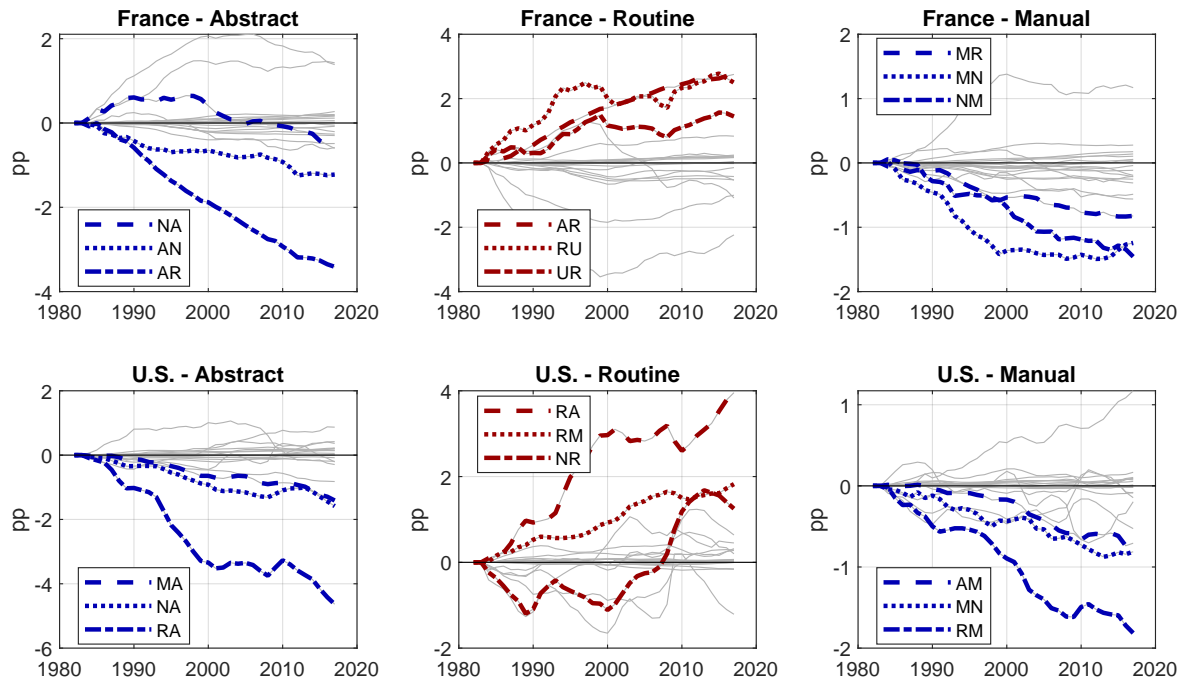 France - Abstract
2
0
-2
-4
pp
1980 1990 2000 2010 2020
NA
AN
AR
France - Routine
4
2
0
-2
-4
pp
1980 1990 2000 2010 2020
AR
RU
UR
France - Manual
2
1
0
-1
-2
pp
1980 1990 2000 2010 2020
MR
MN
NM
U.S. - Abstract
2
0
-2
-4
-6
pp
1980 1990 2000 2010 2020
MA
NA
RA
U.S. - Routine
4
2
0
-2
pp
1980 1990 2000 2010 2020
RA
RM
NR
U.S. - Manual
1
0
-1
-2
pp
1980 1990 2000 2010 2020
AM
MN
RM